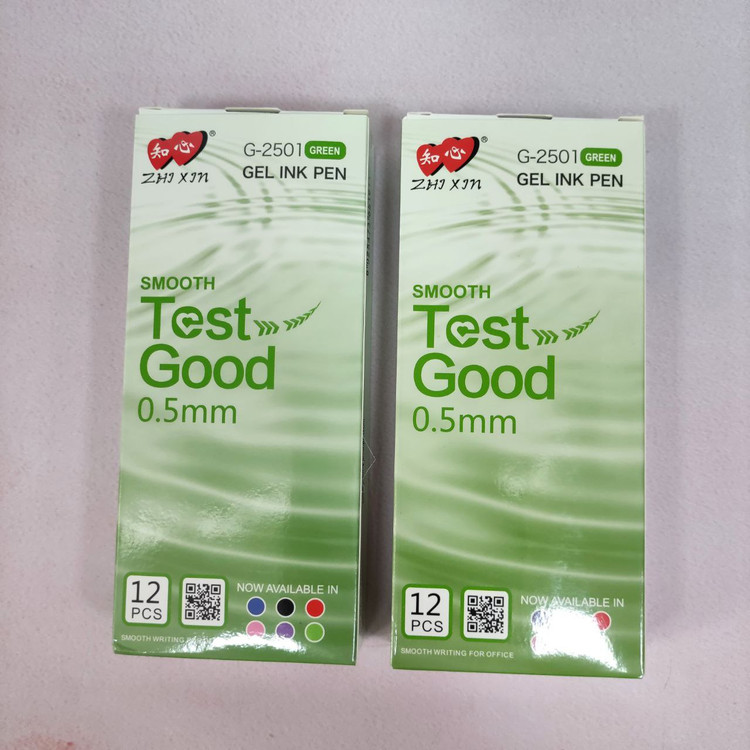 知心®
ZHI XIN
G-2501 GREEN
GEL INK PEN
SMOOTH
Test
Good
0.5mm
12
PCS
NOW AVAILABLE IN
SMOOTH WRITING FOR
知心®
ZHI XIN
G-2501 GREEN
GEL INK PEN
SMOOTH
Test
Good
0.5mm
12
PCS
NOW AVAILABLE IN
SMOOTH WRITING FOR OFFICE